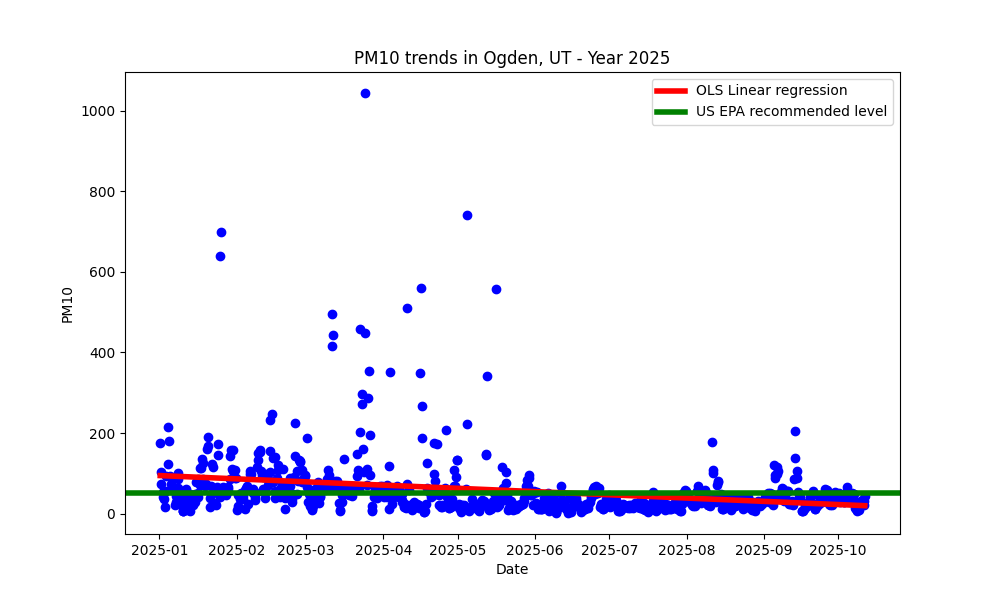 PM10 trends in Ogden, UT - Year 2025
OLS Linear regression
US EPA recommended level
1000
800
600
400
200
0
PM10
2025-01 2025-02 2025-03 2025-04 2025-05 2025-06 2025-07 2025-08 2025-09 2025-10
Date